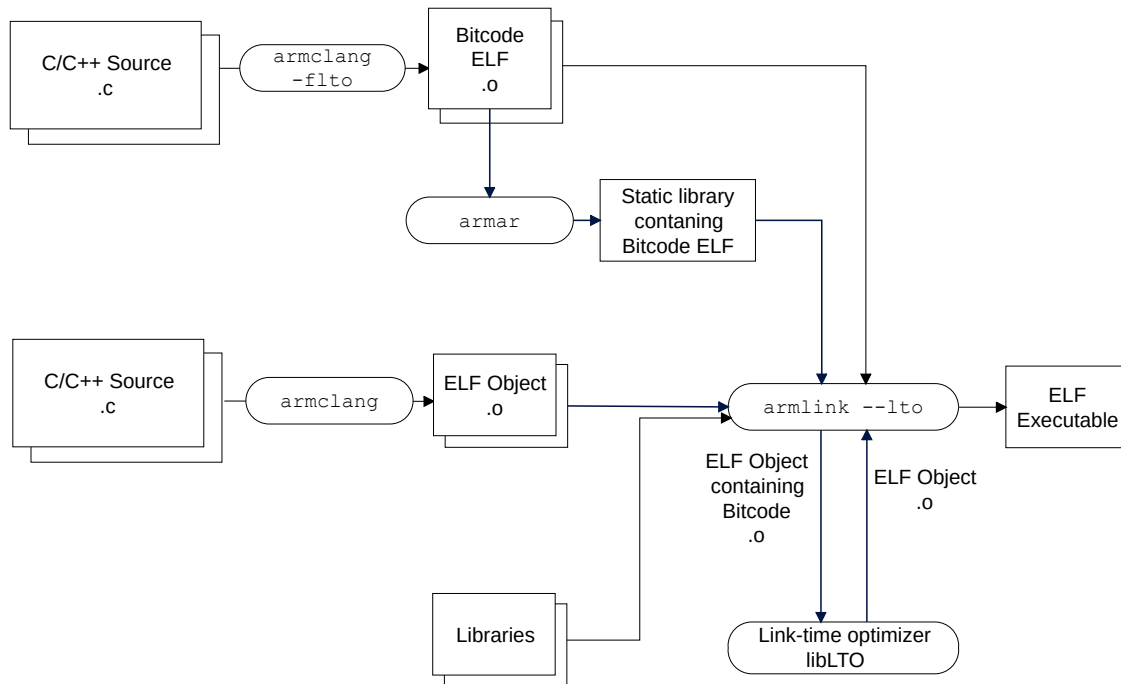 C/C++ Source
.c
armclang
-flto
Bitcode
ELF
.o
armar
Static library
contaning
Bitcode ELF
C/C++ Source
.c
armclang
ELF Object
.o
armlink --lto
ELF
Executable
ELF Object
containing
Bitcode
.o
ELF Object
.o
Libraries
Link-time optimizer
libLTO